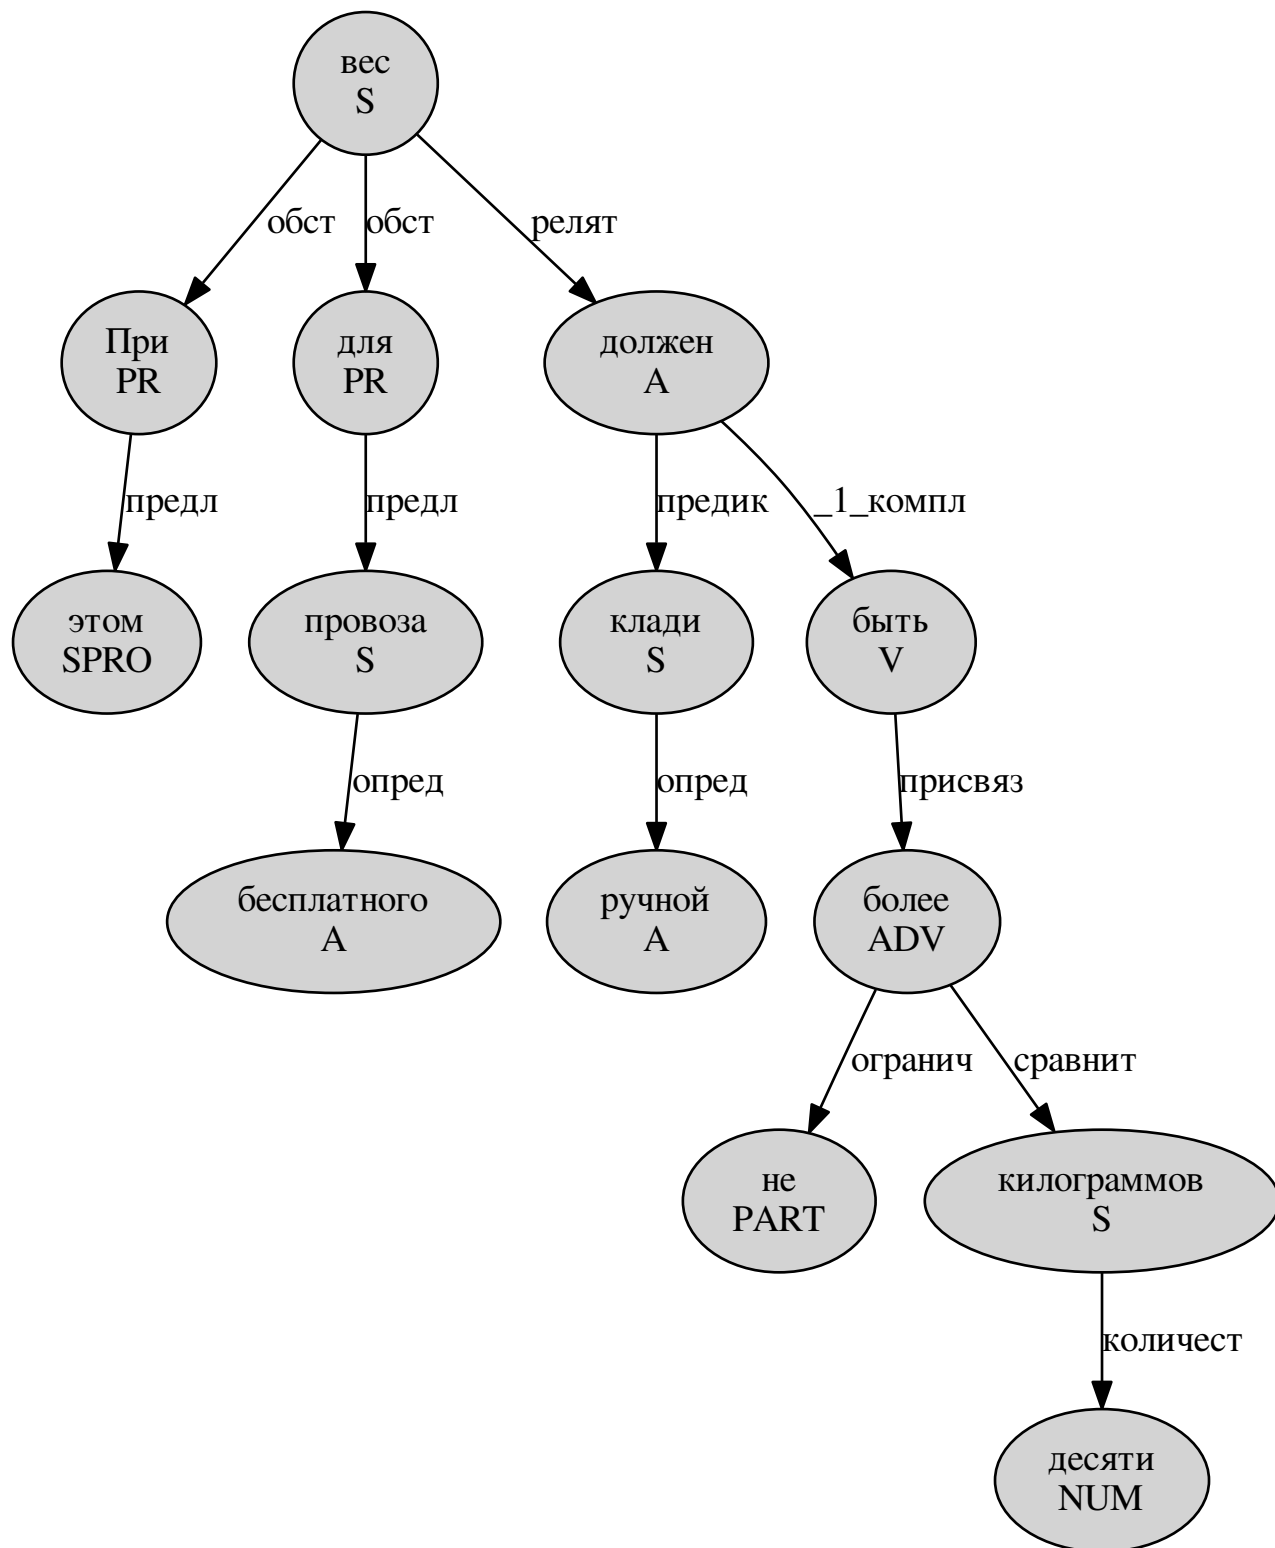 вес
S
обст
обст
релят
При
PR
для
PR
должен
A
предл
предл
предик
_1_компл
этом
SPRO
провоза
S
клади
S
быть
V
опред
опред
присвяз
бесплатного
A
ручной
A
более
ADV
огранич
сравнит
не
PART
килограммов
S
количест
десяти
NUM